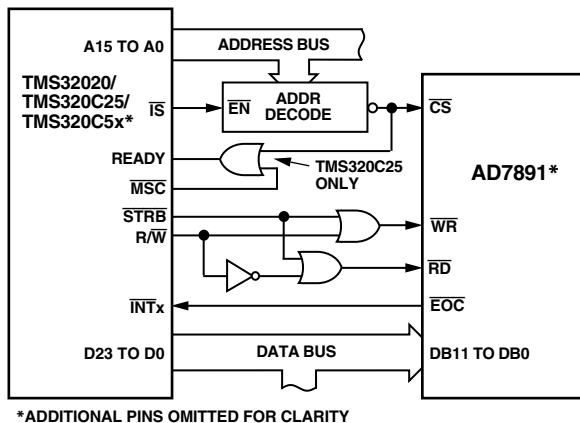 A15 TO A0
ADDRESS BUS
TMS32020/
TMS320C25/
TMS320C5x*
IS
EN
ADDR
DECODE
CS
READY
TMS320C25
ONLY
AD7891*
MSC
STRB
R/W
WR
RD
INTx
EOC
D23 TO D0
DATA BUS
DB11 TO DB0
*ADDITIONAL PINS OMITTED FOR CLARITY